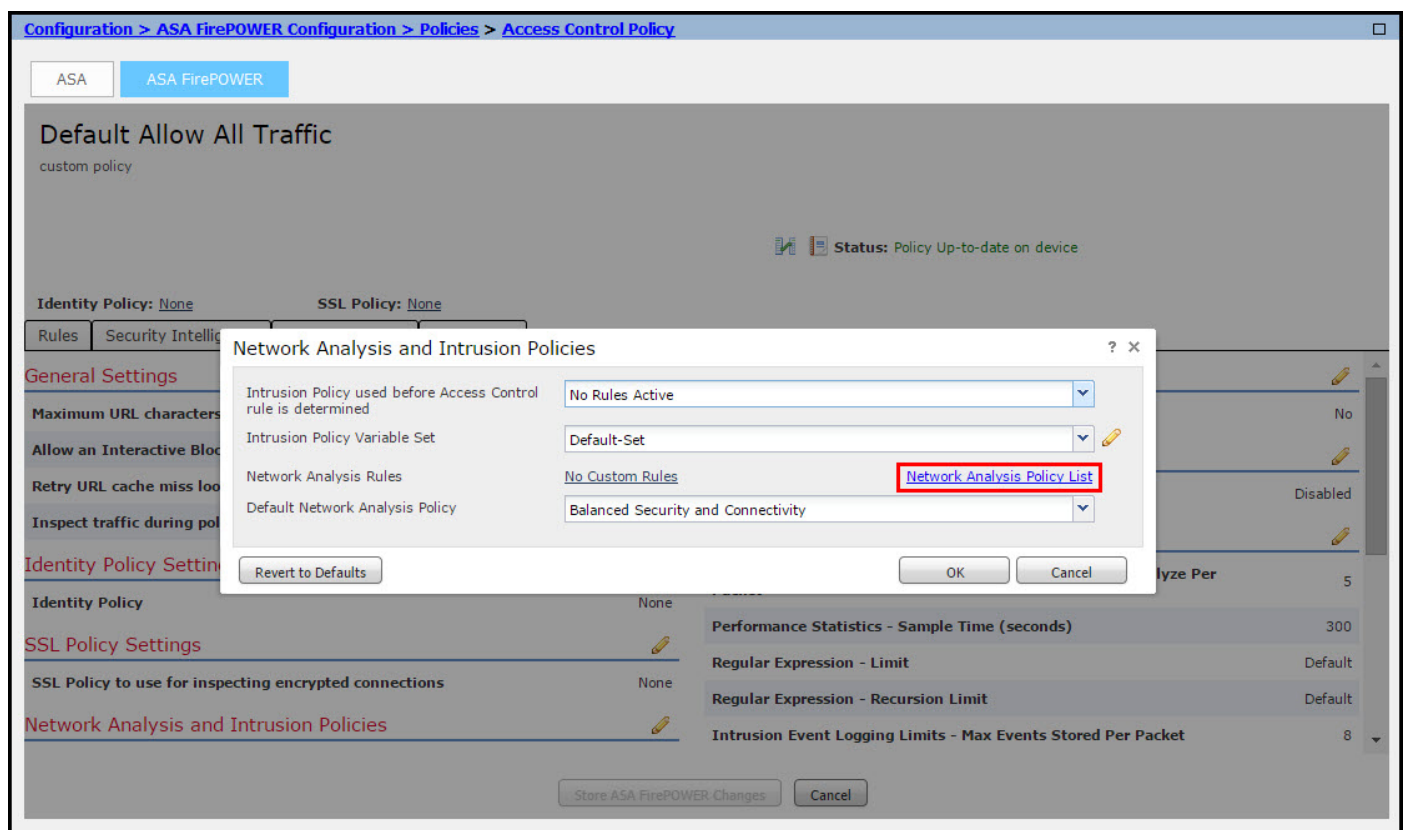 Configuration > ASA FirePOWER Configuration > Policies > Access Control Policy
ASA
ASA FirePOWER
Default Allow All Traffic
custom policy
Status: Policy Up-to-date on device
Identity Policy: None
SSL Policy: None
Rules
Security Intellig
Network Analysis and Intrusion Policies
? ×
Intrusion Policy used before Access Control
rule is determined
No Rules Active
Intrusion Policy Variable Set
Default-Set
Network Analysis Rules
No Custom Rules
Network Analysis Policy List
Default Network Analysis Policy
Balanced Security and Connectivity
Revert to Defaults
OK
Cancel
General Settings
Maximum URL characters
Allow an Interactive Bloc
Retry URL cache miss loo
Inspect traffic during pol
Identity Policy Settin
Identity Policy
None
SSL Policy Settings
SSL Policy to use for inspecting encrypted connections
None
Network Analysis and Intrusion Policies
No
Disabled
lyze Per
5
Performance Statistics - Sample Time (seconds)
300
Regular Expression - Limit
Default
Regular Expression - Recursion Limit
Default
Intrusion Event Logging Limits - Max Events Stored Per Packet
8
Store ASA FirePOWER Changes
Cancel